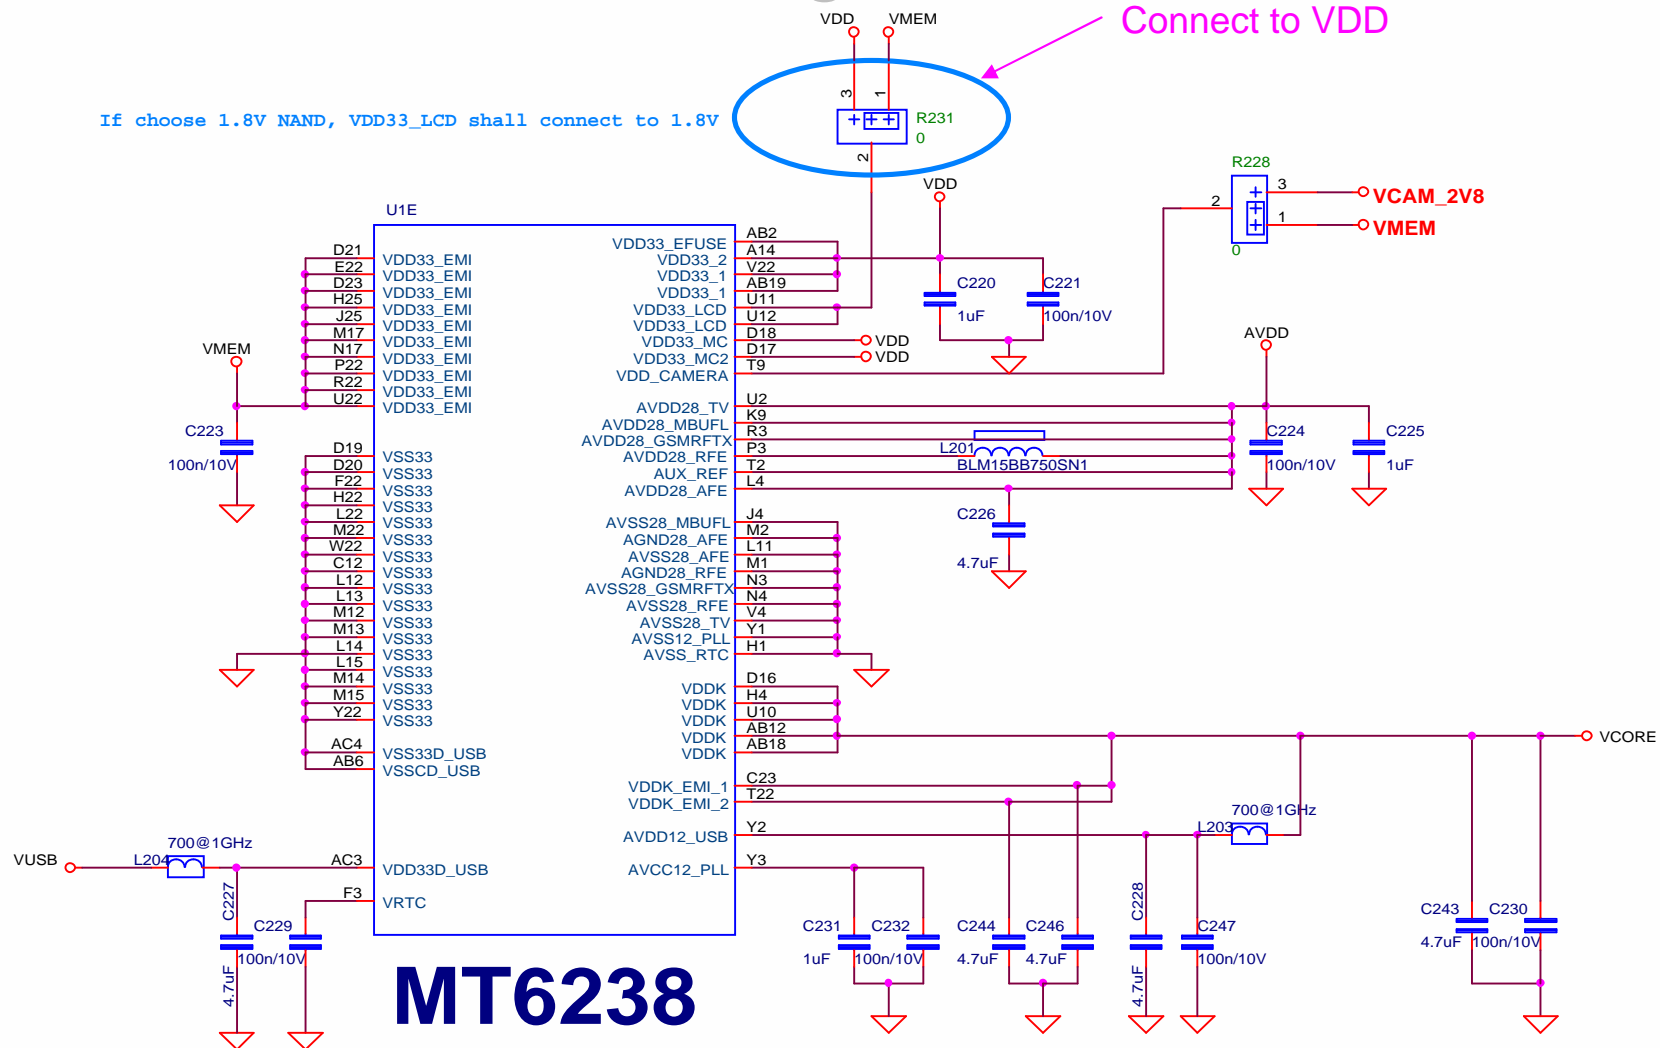 Connect to VDD
VDD
VMEM
3
1
R231
0
2
If choose 1.8V NAND, VDD33_LCD shall connect to 1.8V
R228
3
2
1
0
VCAM_2V8
VMEM
VDD
C220
1uF
C221
100n/10V
U1E
D21 VDD33_EMI
E22 VDD33_EMI
D23 VDD33_EMI
H25 VDD33_EMI
J25 VDD33_EMI
M17 VDD33_EMI
N17 VDD33_EMI
P22 VDD33_EMI
R22 VDD33_EMI
U22 VDD33_EMI
VMEM
C223
100n/10V
D19 VSS33
D20 VSS33
F22 VSS33
H22 VSS33
L22 VSS33
M22 VSS33
W22 VSS33
C12 VSS33
L12 VSS33
L13 VSS33
M12 VSS33
M13 VSS33
L14 VSS33
L15 VSS33
M14 VSS33
M15 VSS33
Y22 VSS33
AC4 VSS33D_USB
AB6 VSSCD_USB
AC3 VDD33D_USB
F3 VRTC
VUSB
L204
700@1GHz
C227
4.7uF
C229
100n/10V
VDD33_EFUSE AB2
VDD33_2 A14
VDD33_1 V22
VDD33_1 AB19
VDD33_LCD U11
VDD33_LCD U12
VDD33_MC D18 VDD
VDD33_MC2 D17 VDD
VDD_CAMERA T9
AVDD28_TV U2
AVDD28_MBUFL K9
AVDD28_GSMRFTX R3
AVDD28_RFE P3
AUX_REF T2
AVDD28_AFE L4
AVSS28_MBUFL J4
AGND28_AFE M2
AVSS28_AFE L11
AGND28_RFE M1
AVSS28_GSMRFTX N3
AVSS28_RFE N4
AVSS28_TV V4
AVSS12_PLL Y1
AVSS_RTC H1
VDDK D16
VDDK H4
VDDK U10
VDDK AB12
VDDK AB18
VDDK_EMI_1 C23
VDDK_EMI_2 T22
AVDD12_USB Y2
AVCC12_PLL Y3
L201
BLM15BB750SN1
AVDD
C224
100n/10V
C225
1uF
C226
4.7uF
VCORE
L203
700@1GHz
C231
1uF
C232
100n/10V
C244
4.7uF
C246
4.7uF
C228
4.7uF
C247
100n/10V
C243
4.7uF
C230
100n/10V
MT6238